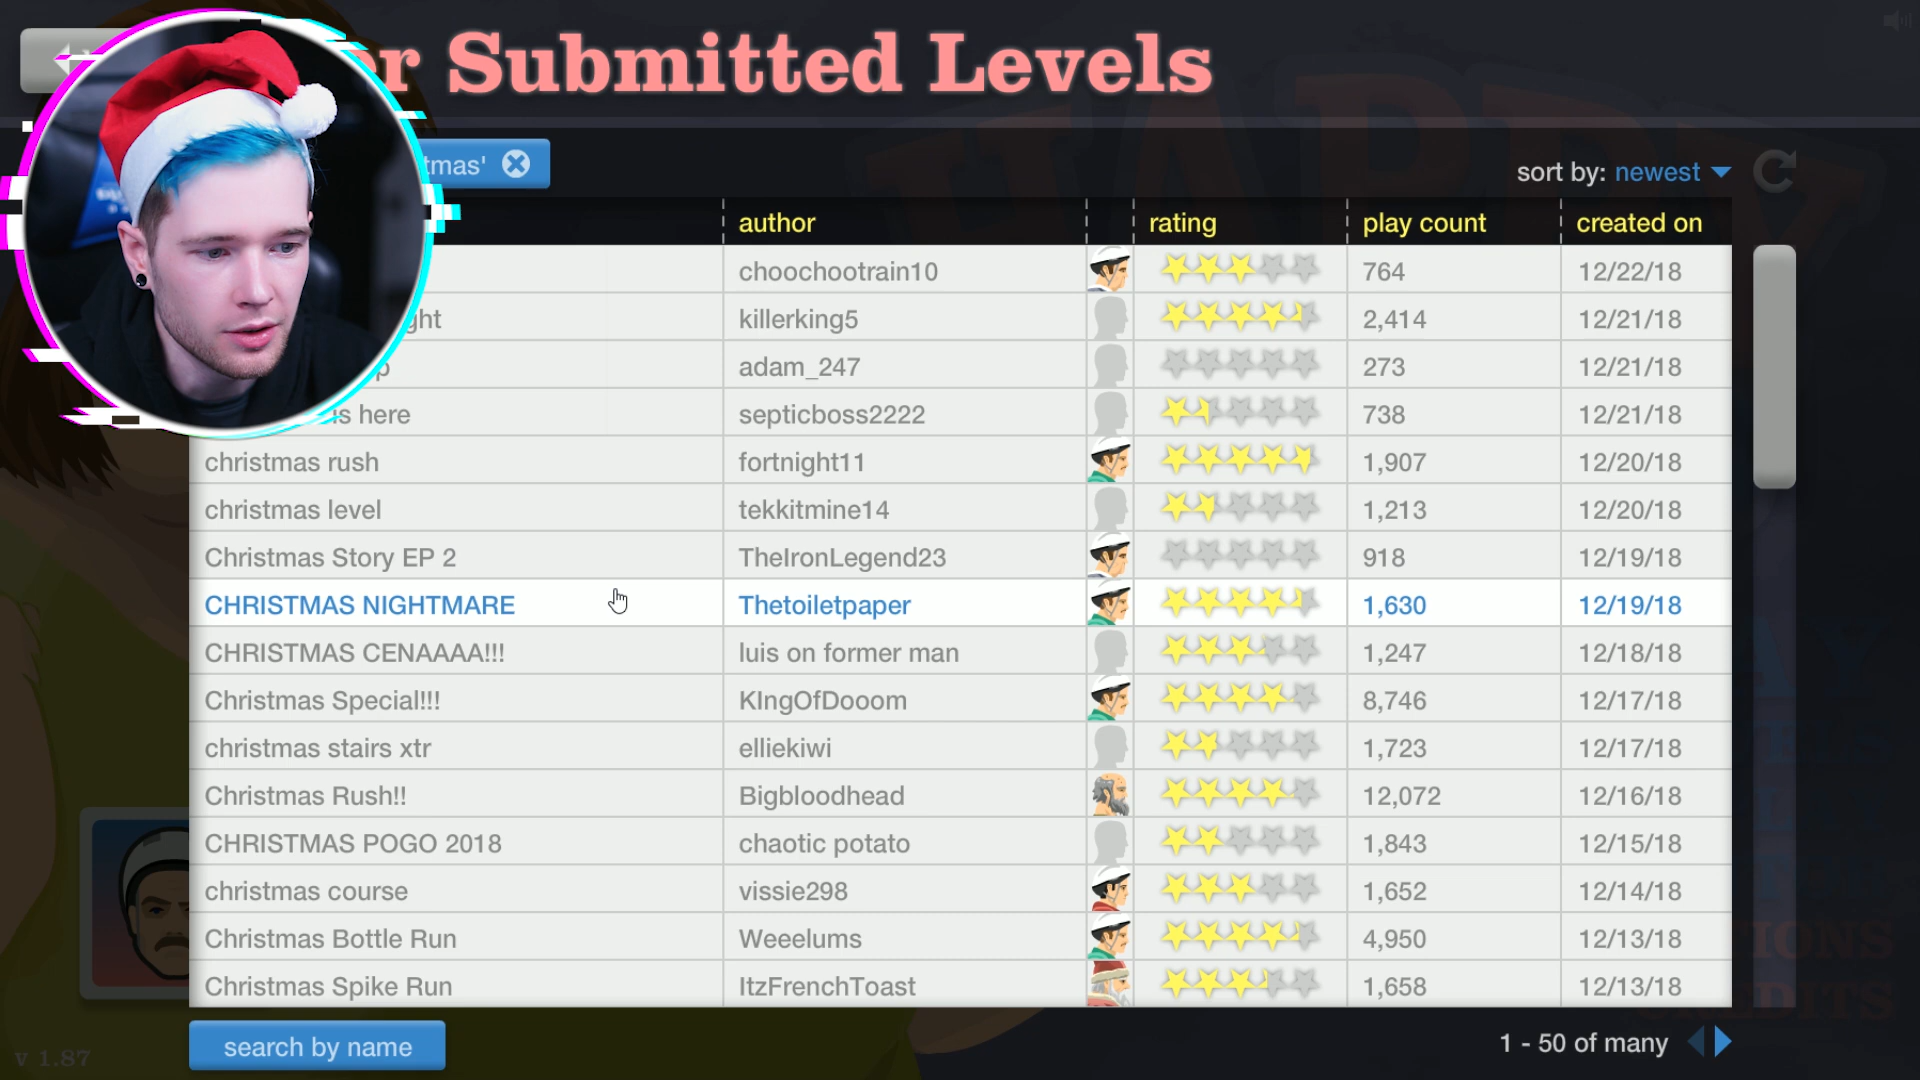 Submitted Levels
tmas'
sort by: newest
author rating play count created on
choochootrain10 764 12/22/18
ght killerking5 2,414 12/21/18
p adam_247 273 12/21/18
is here septicboss2222 738 12/21/18
christmas rush fortnight11 1,907 12/20/18
christmas level tekkitmine14 1,213 12/20/18
Christmas Story EP 2 TheIronLegend23 918 12/19/18
CHRISTMAS NIGHTMARE Thetoiletpaper 1,630 12/19/18
CHRISTMAS CENAAAA!!! luis on former man 1,247 12/18/18
Christmas Special!!! KIngOfDooom 8,746 12/17/18
christmas stairs xtr elliekiwi 1,723 12/17/18
Christmas Rush!! Bigbloodhead 12,072 12/16/18
CHRISTMAS POGO 2018 chaotic potato 1,843 12/15/18
christmas course vissie298 1,652 12/14/18
Christmas Bottle Run Weeelums 4,950 12/13/18
Christmas Spike Run ItzFrenchToast 1,658 12/13/18
search by name 1 - 50 of many
v 1.87